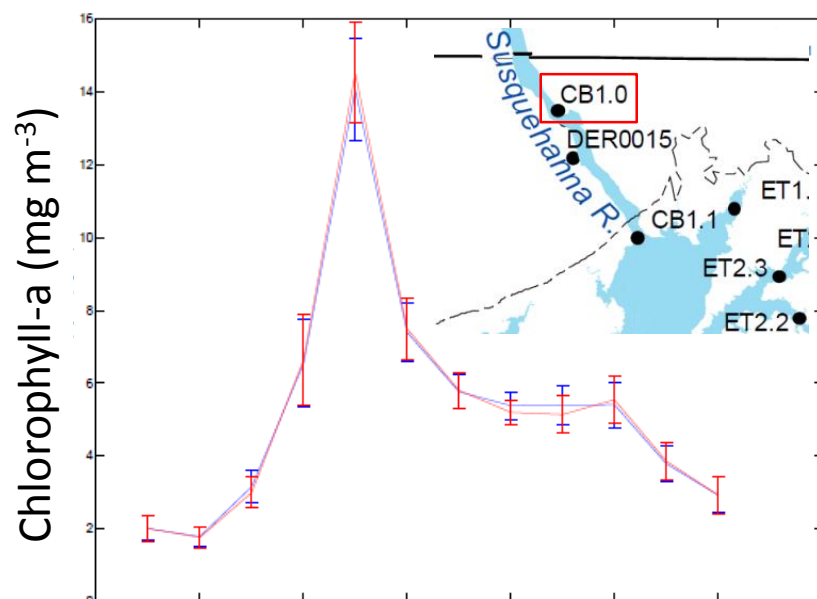 Chlorophyll-a (mg m-3)
16
14
12
10
8
6
4
2
Susquehanna R.
CB1.0
DER0015
CB1.1
ET1.
ET2.3
ET2.2